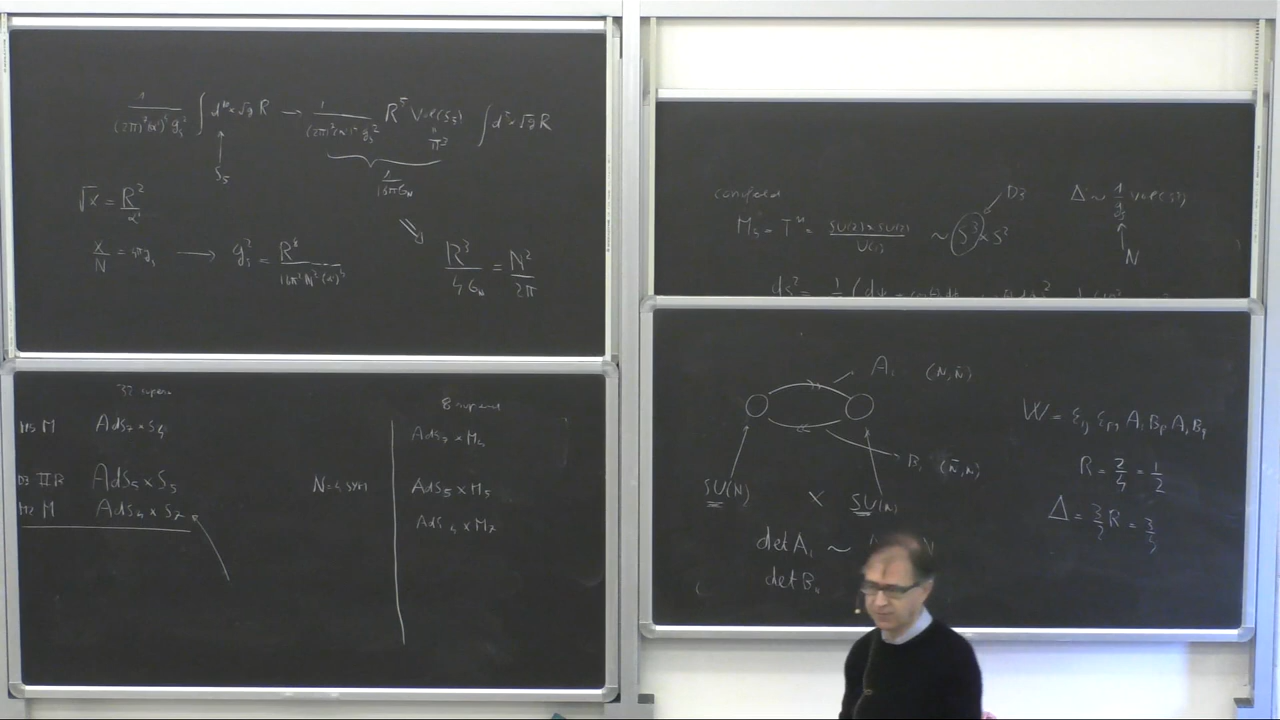 1/((2π)^7 (α')^4 g_s^2) ∫ d^10x √g R → 1/((2π)^7 (α')^4 g_s^2) R^5 Vol(S_5) ∫ d^5x √g R
= π^3
S_5
1/(16πG_N)
√x = R^2/α'
x/N = 4πg_s → g_s^2 = R^8/(16π^2 N^2 (α')^4)
⇒ R^3/(4G_N) = N^2/(2π)
32 supers
M AdS_7 × S_4
D3 IIB AdS_5 × S_5
M2 M AdS_4 × S_7
N=4 SYM
8 supers
AdS_7 × M_4
AdS_5 × M_5
AdS_4 × M_7
conifold
M_5 = T^11 = SU(2)×SU(2)/U(1) ~ S^3 × S^2
D3
Δ ~ 1/g_s Vol(S^3)
N
A_i (N, N̄)
B_i (N̄, N)
SU(N) × SU(N)
det A_i ~
det B_i
W = ε_ij ε_pq A_i B_p A_j B_q
R = 2/4 = 1/2
Δ = 3/2 R = 3/4